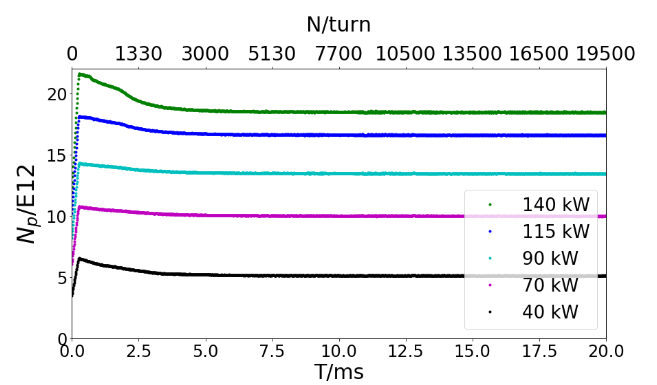 N/turn
0 1330 3000 5130 7700 10500 13500 16500 19500
N_p/E12
20
15
10
5
0
140 kW
115 kW
90 kW
70 kW
40 kW
0.0 2.5 5.0 7.5 10.0 12.5 15.0 17.5 20.0
T/ms